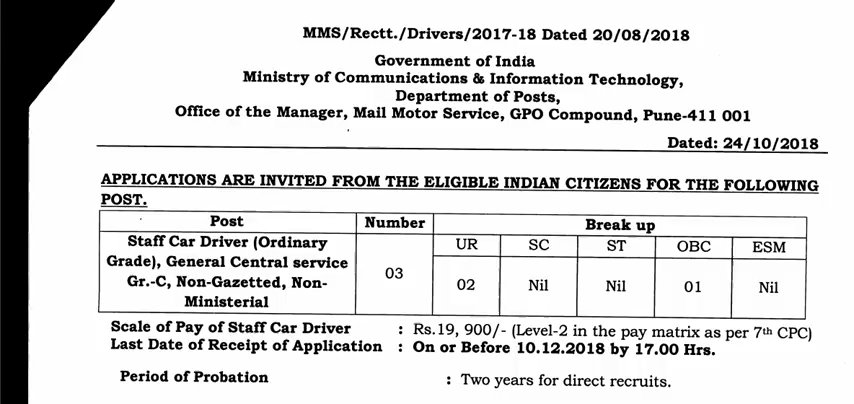 MMS/Rectt./Drivers/2017-18 Dated 20/08/2018
Government of India
Ministry of Communications & Information Technology,
Department of Posts,
Office of the Manager, Mail Motor Service, GPO Compound, Pune-411 001
Dated: 24/10/2018
APPLICATIONS ARE INVITED FROM THE ELIGIBLE INDIAN CITIZENS FOR THE FOLLOWING
POST.
Post Number Break up
Staff Car Driver (Ordinary
Grade), General Central service
Gr.-C, Non-Gazetted, Non-
Ministerial
03
UR SC ST OBC ESM
02 Nil Nil 01 Nil
Scale of Pay of Staff Car Driver : Rs.19, 900/- (Level-2 in the pay matrix as per 7th CPC)
Last Date of Receipt of Application : On or Before 10.12.2018 by 17.00 Hrs.
Period of Probation : Two years for direct recruits.